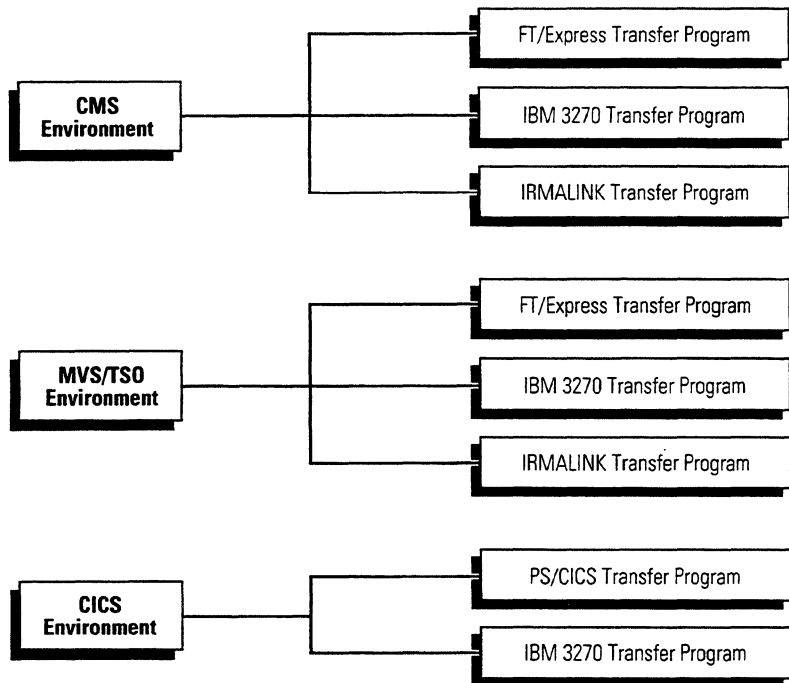 FT/Express Transfer Program
CMS
Environment
IBM 3270 Transfer Program
IRMALINK Transfer Program
FT/Express Transfer Program
MVS/TSO
Environment
IBM 3270 Transfer Program
IRMALINK Transfer Program
PS/CICS Transfer Program
CICS
Environment
IBM 3270 Transfer Program